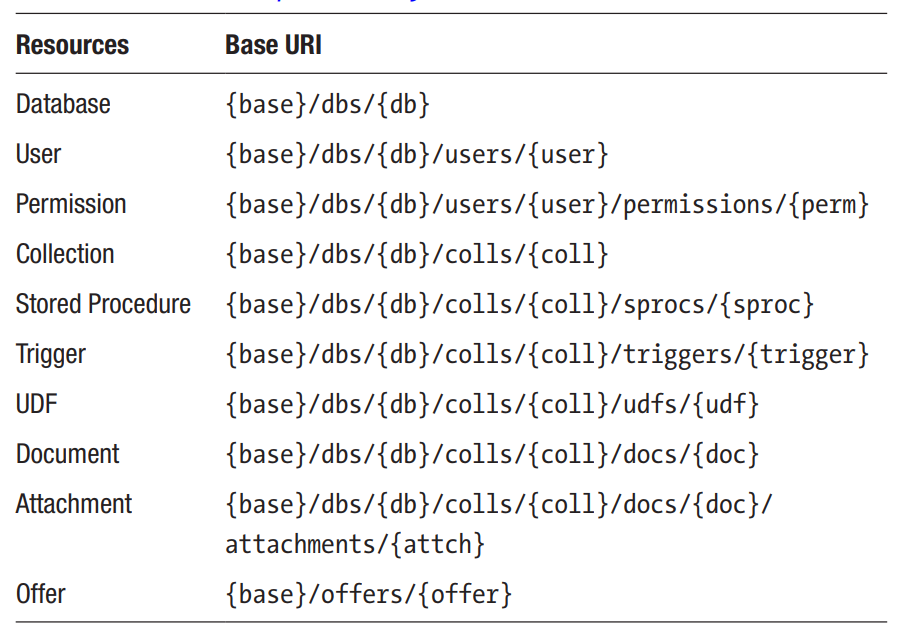 Resources Base URI
Database {base}/dbs/{db}
User {base}/dbs/{db}/users/{user}
Permission {base}/dbs/{db}/users/{user}/permissions/{perm}
Collection {base}/dbs/{db}/colls/{coll}
Stored Procedure {base}/dbs/{db}/colls/{coll}/sprocs/{sproc}
Trigger {base}/dbs/{db}/colls/{coll}/triggers/{trigger}
UDF {base}/dbs/{db}/colls/{coll}/udfs/{udf}
Document {base}/dbs/{db}/colls/{coll}/docs/{doc}
Attachment {base}/dbs/{db}/colls/{coll}/docs/{doc}/
attachments/{attch}
Offer {base}/offers/{offer}